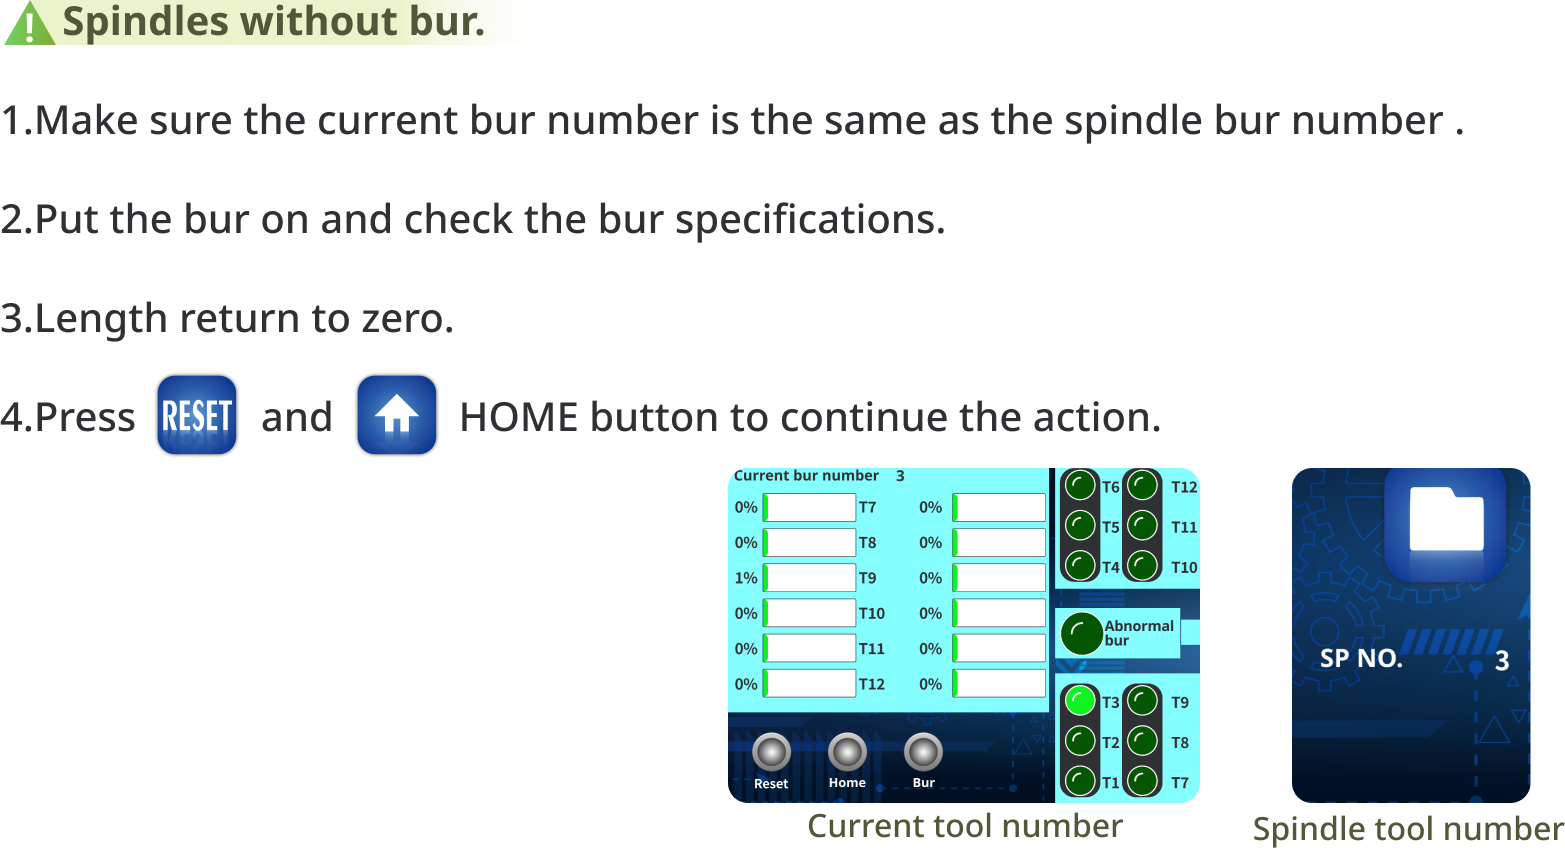 Spindles without bur.
1.Make sure the current bur number is the same as the spindle bur number .
2.Put the bur on and check the bur specifications.
3.Length return to zero.
4.Press RESET and HOME button to continue the action.
Current bur number 3
0% T7 0%
0% T8 0%
1% T9 0%
0% T10 0%
0% T11 0%
0% T12 0%
Reset Home Bur
T6 T12
T5 T11
T4 T10
Abnormal
bur
T3 T9
T2 T8
T1 T7
SP NO. 3
Current tool number
Spindle tool number